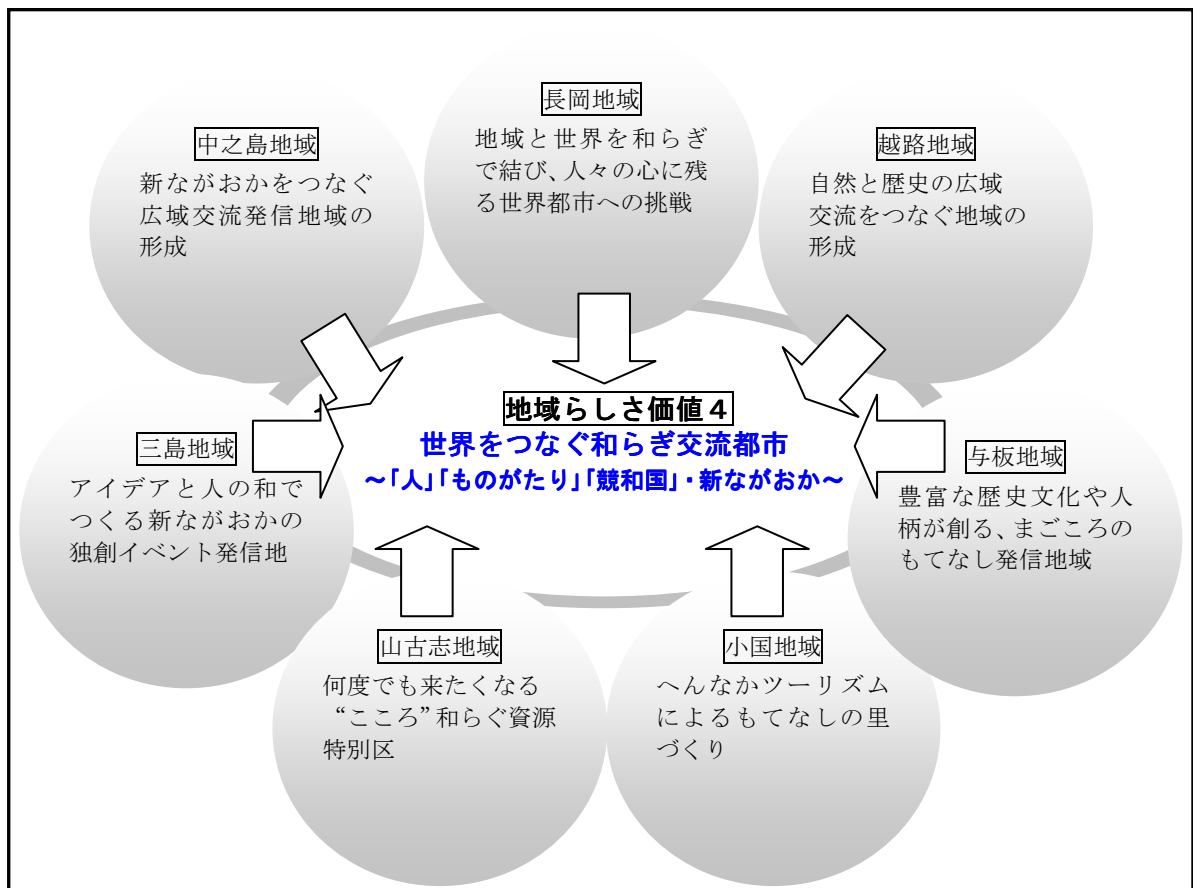 長岡地域
地域と世界を和らぎ
で結び、人々の心に残
る世界都市への挑戦
中之島地域
新ながおかをつなぐ
広域交流発信地域の
形成
越路地域
自然と歴史の広域
交流をつなぐ地域の
形成
地域らしさ価値４
世界をつなぐ和らぎ交流都市
～「人」「ものがたり」「競和国」・新ながおか～
三島地域
アイデアと人の和で
つくる新ながおかの
独創イベント発信地
与板地域
豊富な歴史文化や人
柄が創る、まごころの
もてなし発信地域
山古志地域
何度でも来たくなる
“こころ”和らぐ資源
特別区
小国地域
へんなかツーリズム
によるもてなしの里
づくり